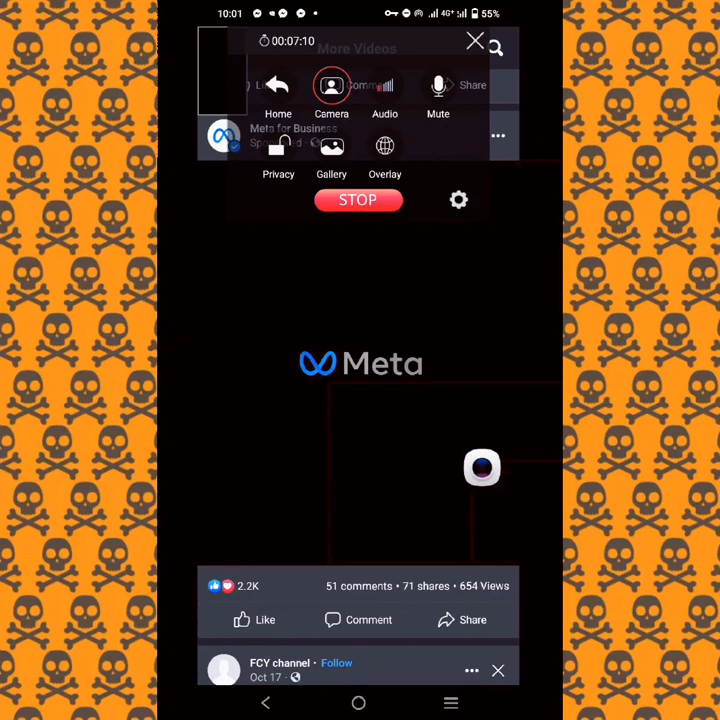 10:01
4G+
55%
00:07:10
More Videos
Comment
Share
Home
Camera
Audio
Mute
Meta for Business
Privacy
Gallery
Overlay
STOP
Meta
2.2K
51 comments • 71 shares • 654 Views
Like
Comment
Share
FCY channel • Follow
Oct 17 •